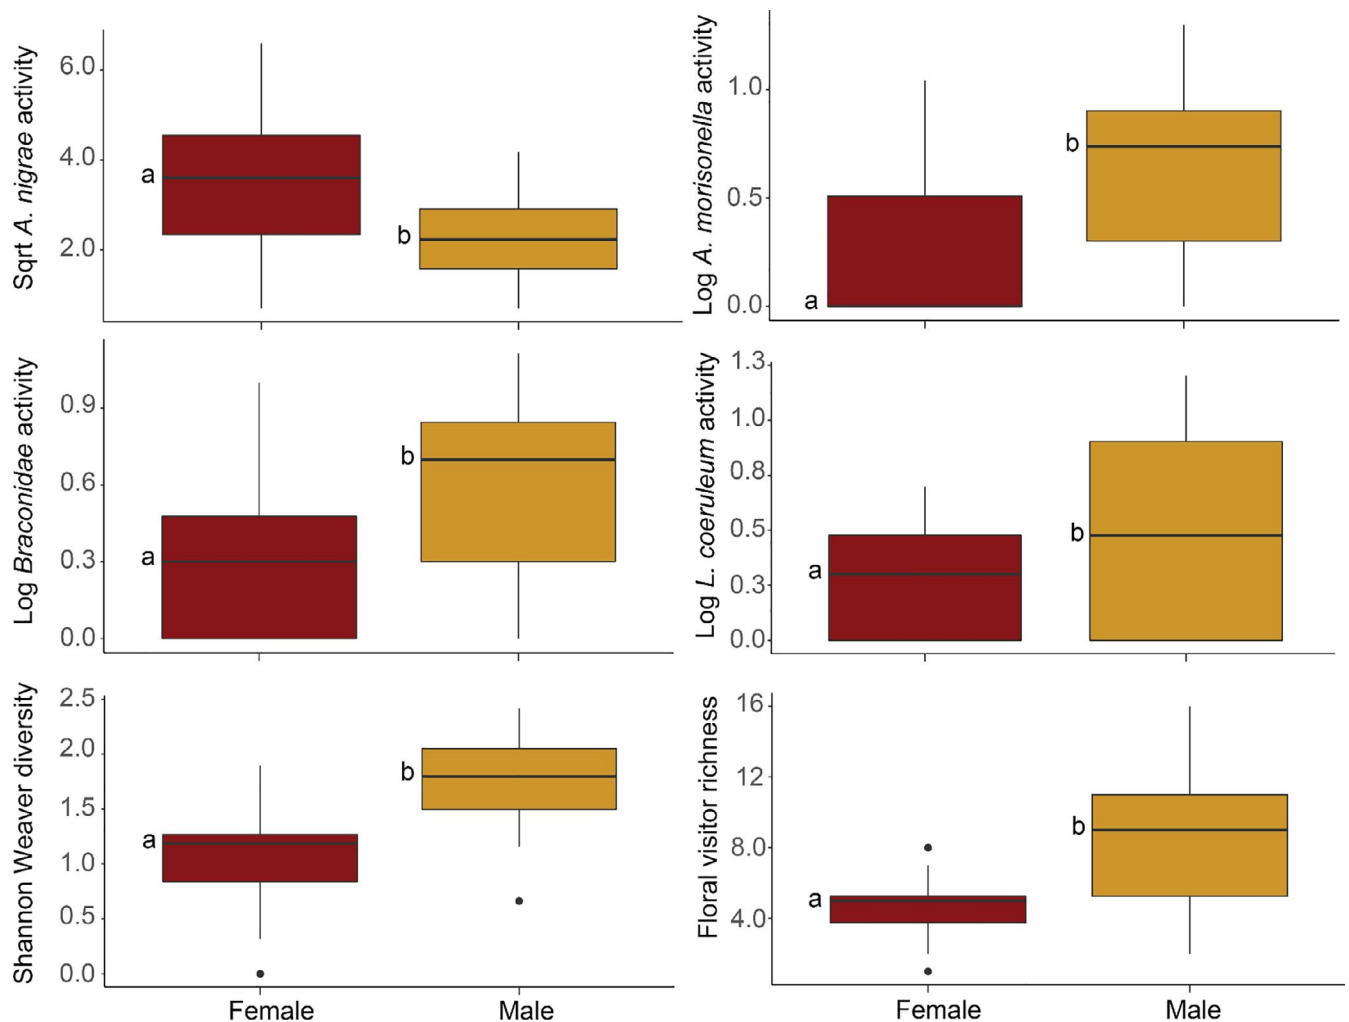 Sqrt A. nigrae activity
6.0
4.0
2.0
a
b
Log A. morisonella activity
1.0
0.5
0.0
a
b
Log Braconidae activity
0.9
0.6
0.3
0.0
a
b
Log L. coeruleum activity
1.3
1.0
0.8
0.5
0.3
0.0
a
b
Shannon Weaver diversity
2.5
2.0
1.5
1.0
0.5
0.0
a
b
Female
Male
Floral visitor richness
16
12
8.0
4.0
a
b
Female
Male